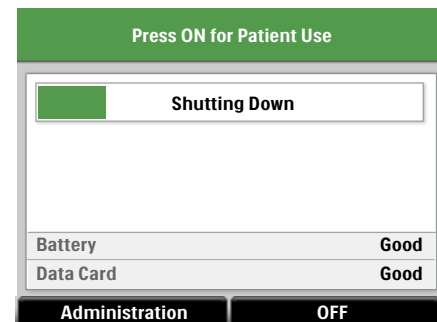 Press ON for Patient Use
Shutting Down
Battery Good
Data Card Good
Administration OFF